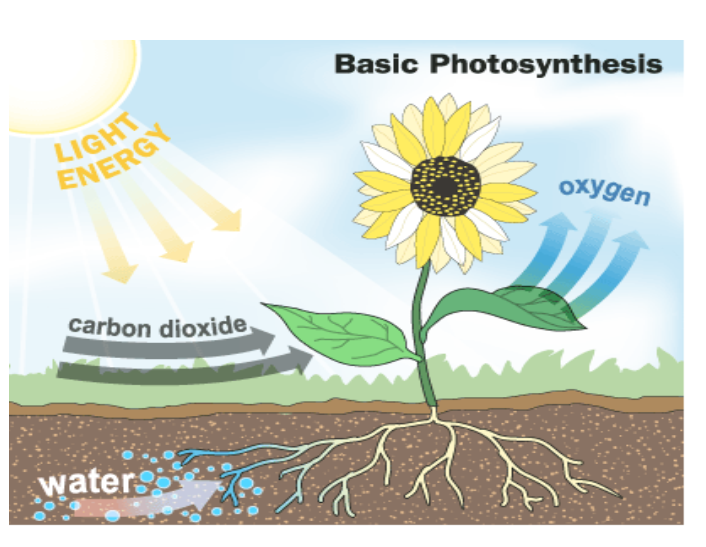 Basic Photosynthesis
LIGHT
ENERGY
oxygen
carbon dioxide
water